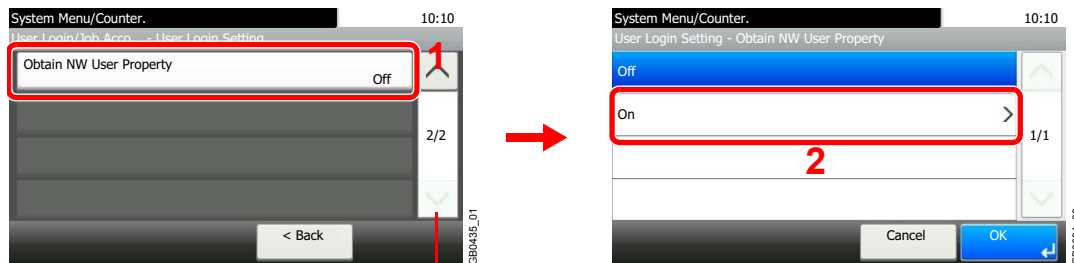 System Menu/Counter.
10:10
User Login/Job Acco... - User Login Setting
1
Obtain NW User Property
Off
2/2
< Back
GB0435_01
System Menu/Counter.
10:10
User Login Setting - Obtain NW User Property
Off
On
>
1/1
2
Cancel
OK